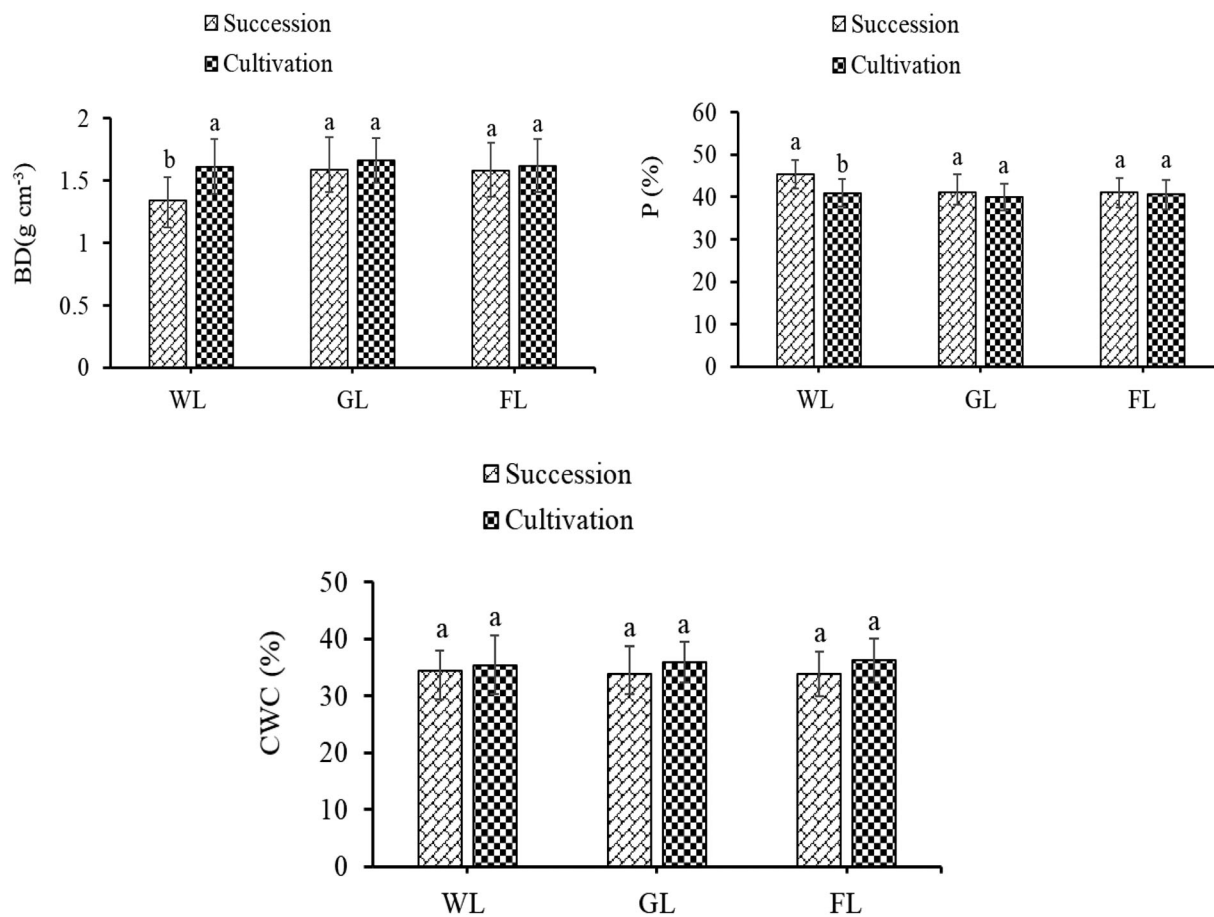 Succession
Cultivation
BD(g cm⁻³)
2
1.5
1
0.5
0
b
a
a
a
a
a
WL
GL
FL
Succession
Cultivation
P (%)
60
50
40
30
20
10
0
a
b
a
a
a
a
WL
GL
FL
Succession
Cultivation
CWC (%)
50
40
30
20
10
0
a
a
a
a
a
a
WL
GL
FL